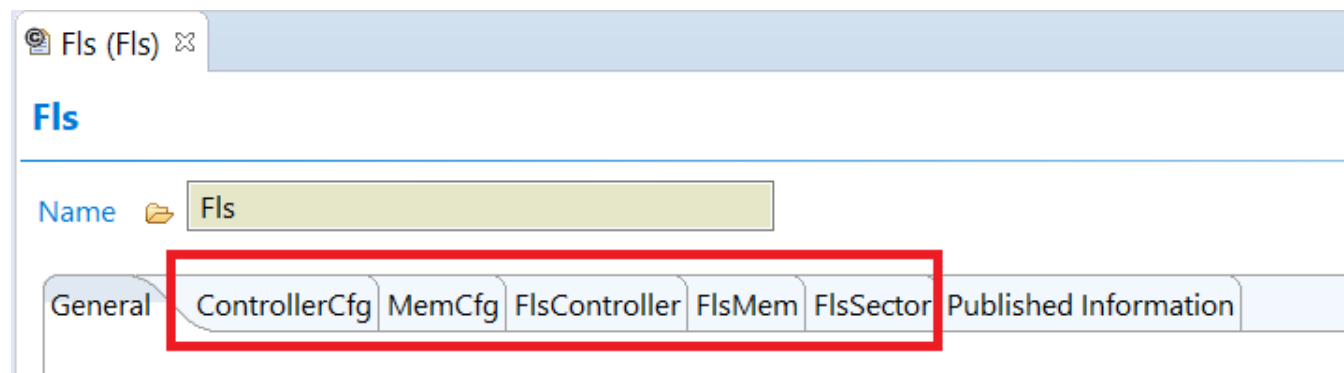 Fls (Fls)
Fls
Name Fls
General ControllerCfg MemCfg FlsController FlsMem FlsSector Published Information